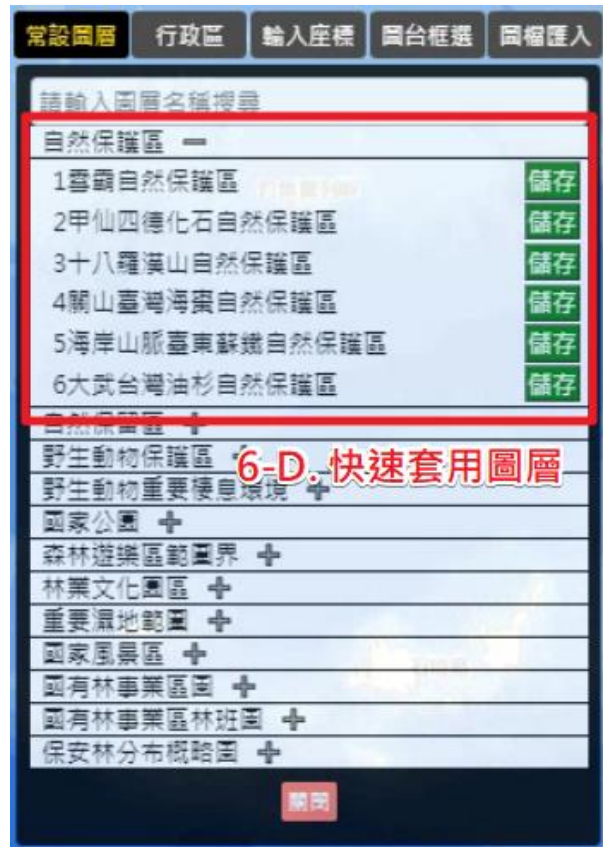 常設圖層 行政區 輸入座標 圖台框選 圖檔匯入
請輸入圖層名稱搜尋
自然保護區
1雪霸自然保護區 儲存
2甲仙四德化石自然保護區 儲存
3十八羅漢山自然保護區 儲存
4關山臺灣海棗自然保護區 儲存
5海岸山脈臺東蘇鐵自然保護區 儲存
6大武台灣油杉自然保護區 儲存
自然保留區
野生動物保護區
6-D. 快速套用圖層
野生動物重要棲息環境
國家公園
森林遊樂區範圍界
林業文化園區
重要濕地範圍
國家風景區
國有林事業區圖
國有林事業區林班圖
保安林分布概略圖
關閉